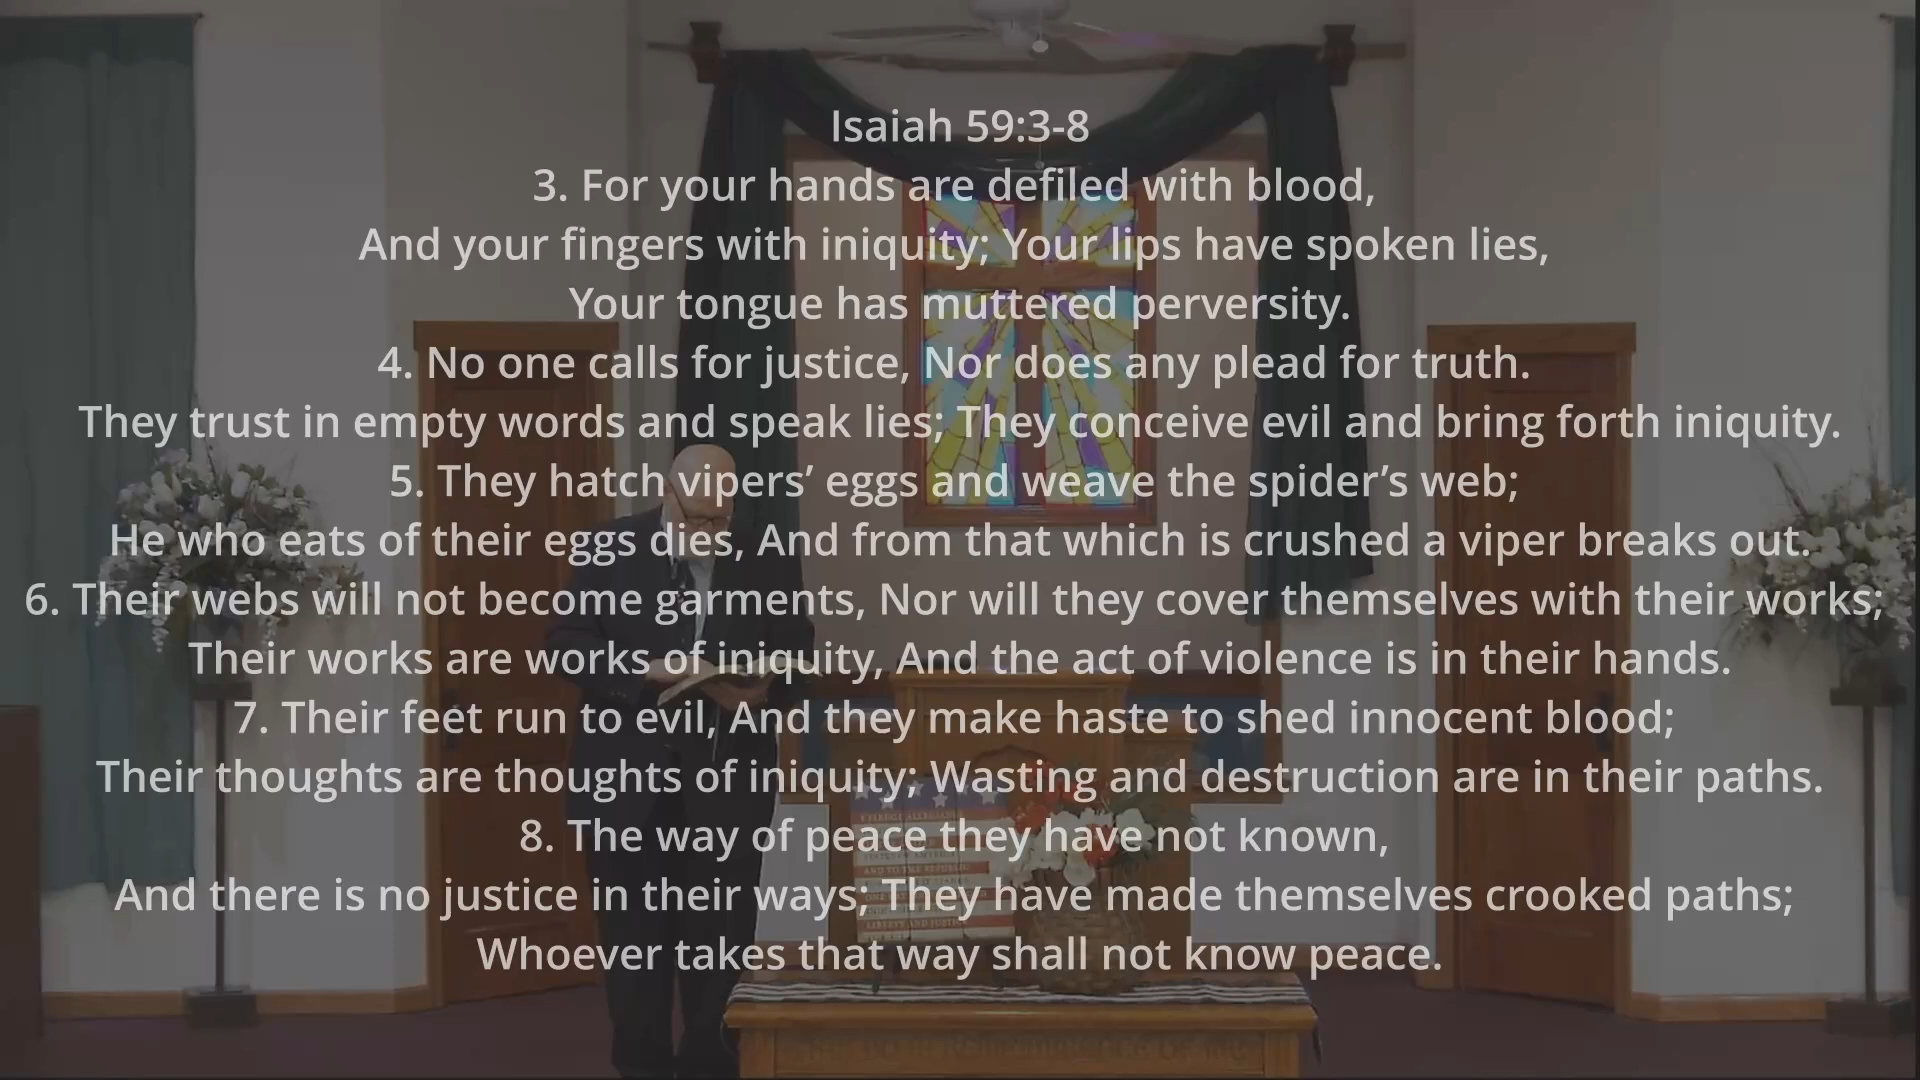 Isaiah 59:3-8
3. For your hands are defiled with blood,
And your fingers with iniquity; Your lips have spoken lies,
Your tongue has muttered perversity.
4. No one calls for justice, Nor does any plead for truth.
They trust in empty words and speak lies; They conceive evil and bring forth iniquity.
5. They hatch vipers’ eggs and weave the spider’s web;
He who eats of their eggs dies, And from that which is crushed a viper breaks out.
6. Their webs will not become garments, Nor will they cover themselves with their works;
Their works are works of iniquity, And the act of violence is in their hands.
7. Their feet run to evil, And they make haste to shed innocent blood;
Their thoughts are thoughts of iniquity; Wasting and destruction are in their paths.
8. The way of peace they have not known,
And there is no justice in their ways; They have made themselves crooked paths;
Whoever takes that way shall not know peace.